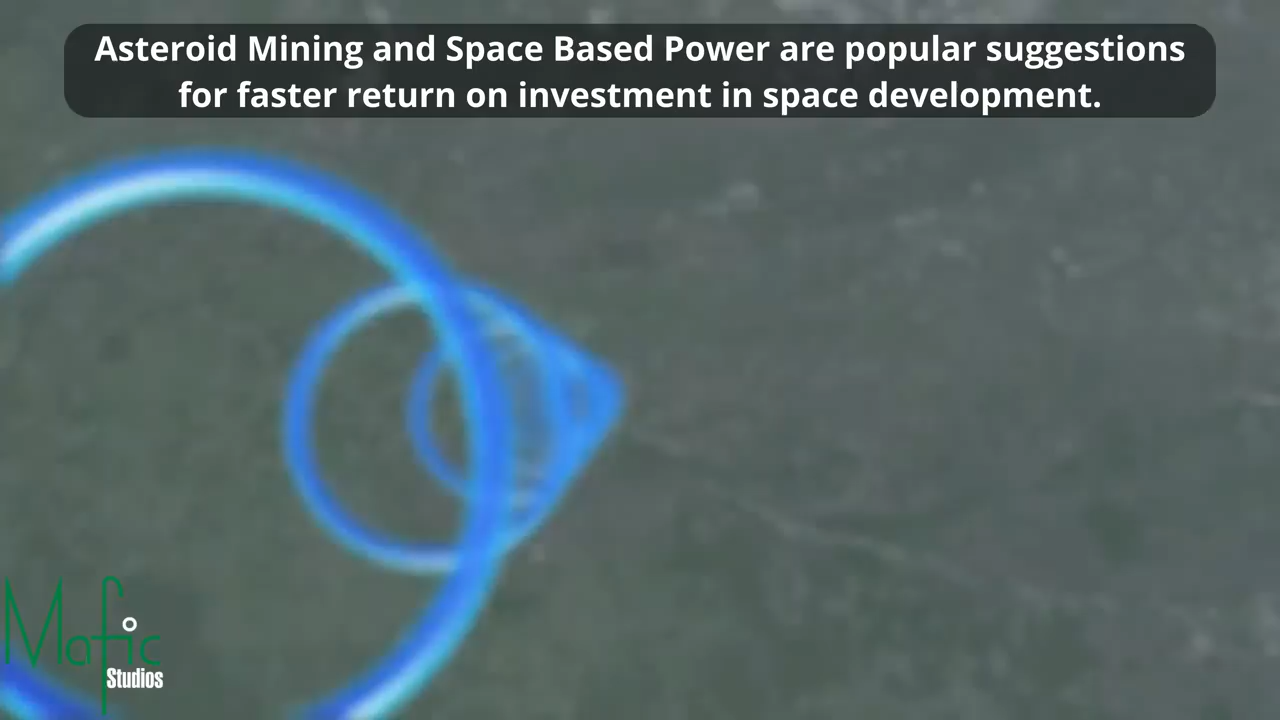 Asteroid Mining and Space Based Power are popular suggestions
for faster return on investment in space development.
Mafic
Studios